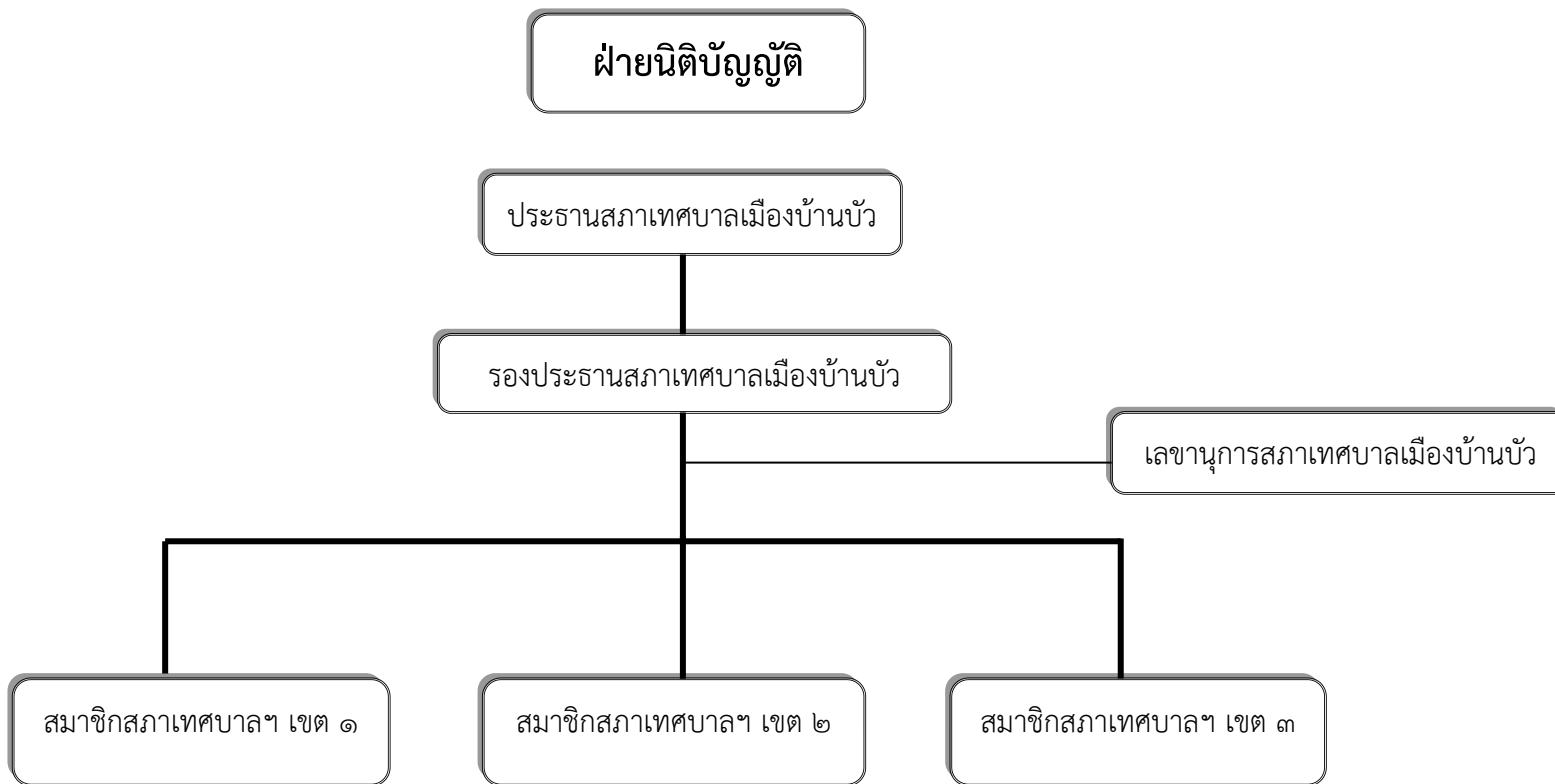 ฝ่ายนิติบัญญัติ
ประธานสภาเทศบาลเมืองบ้านบัว
รองประธานสภาเทศบาลเมืองบ้านบัว
เลขานุการสภาเทศบาลเมืองบ้านบัว
สมาชิกสภาเทศบาลฯ เขต ๑
สมาชิกสภาเทศบาลฯ เขต ๒
สมาชิกสภาเทศบาลฯ เขต ๓